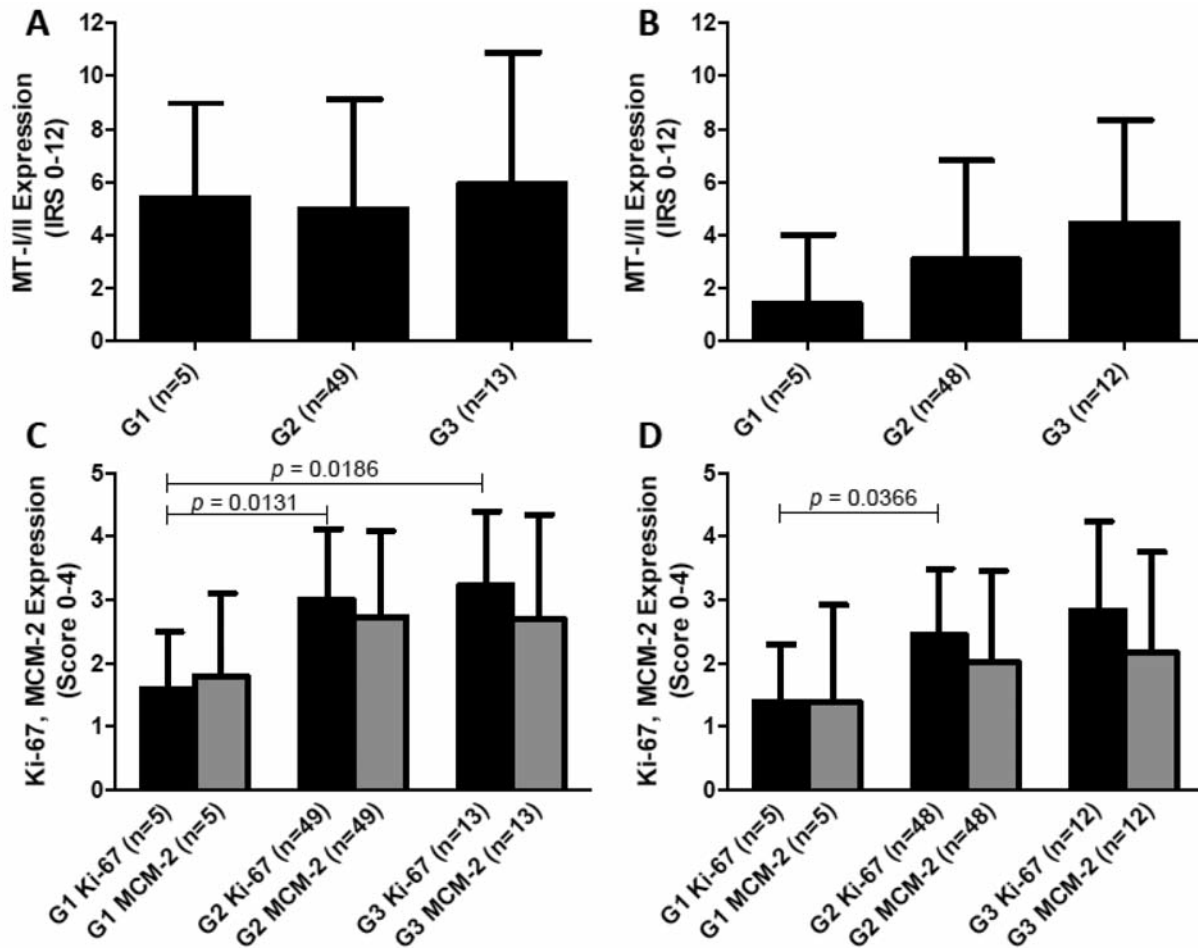 A
MT-I/II Expression
(IRS 0-12)
12
10
8
6
4
2
0
G1 (n=5)
G2 (n=49)
G3 (n=13)
B
MT-I/II Expression
(IRS 0-12)
12
10
8
6
4
2
0
G1 (n=5)
G2 (n=48)
G3 (n=12)
C
Ki-67, MCM-2 Expression
(Score 0-4)
5
4
3
2
1
0
p = 0.0186
p = 0.0131
G1 Ki-67 (n=5)
G1 MCM-2 (n=5)
G2 Ki-67 (n=49)
G2 MCM-2 (n=49)
G3 Ki-67 (n=13)
G3 MCM-2 (n=13)
D
Ki-67, MCM-2 Expression
(Score 0-4)
5
4
3
2
1
0
p = 0.0366
G1 Ki-67 (n=5)
G1 MCM-2 (n=5)
G2 Ki-67 (n=48)
G2 MCM-2 (n=48)
G3 Ki-67 (n=12)
G3 MCM-2 (n=12)